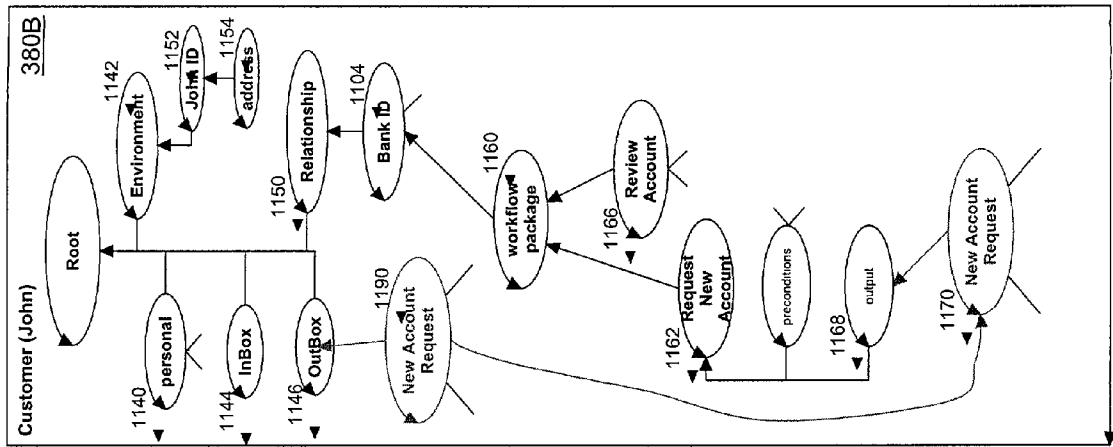 Customer (John)
380B
Root
1142
Environment
1152
John ID
1154
address
1140
personal
1144
InBox
1146
OutBox
1150
Relationship
1104
Bank ID
1190
New Account
Request
1160
workflow
package
1166
Review
Account
1162
Request
New
Account
preconditions
1168
output
1170
New Account
Request